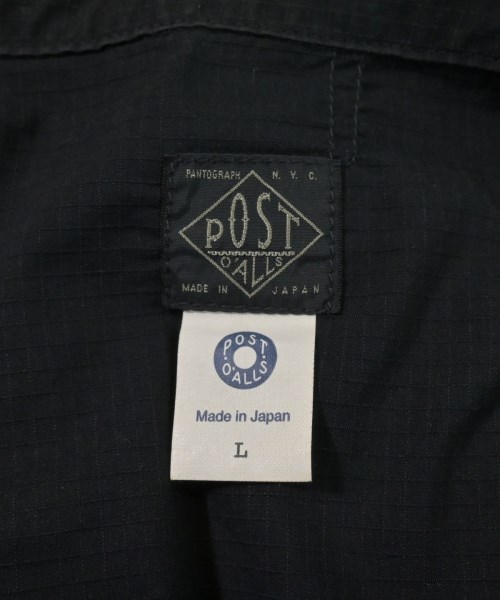 PANTOGRAPH N. Y. C.
POST
O'ALLS
MADE IN JAPAN
POST
O'ALLS
Made in Japan
L